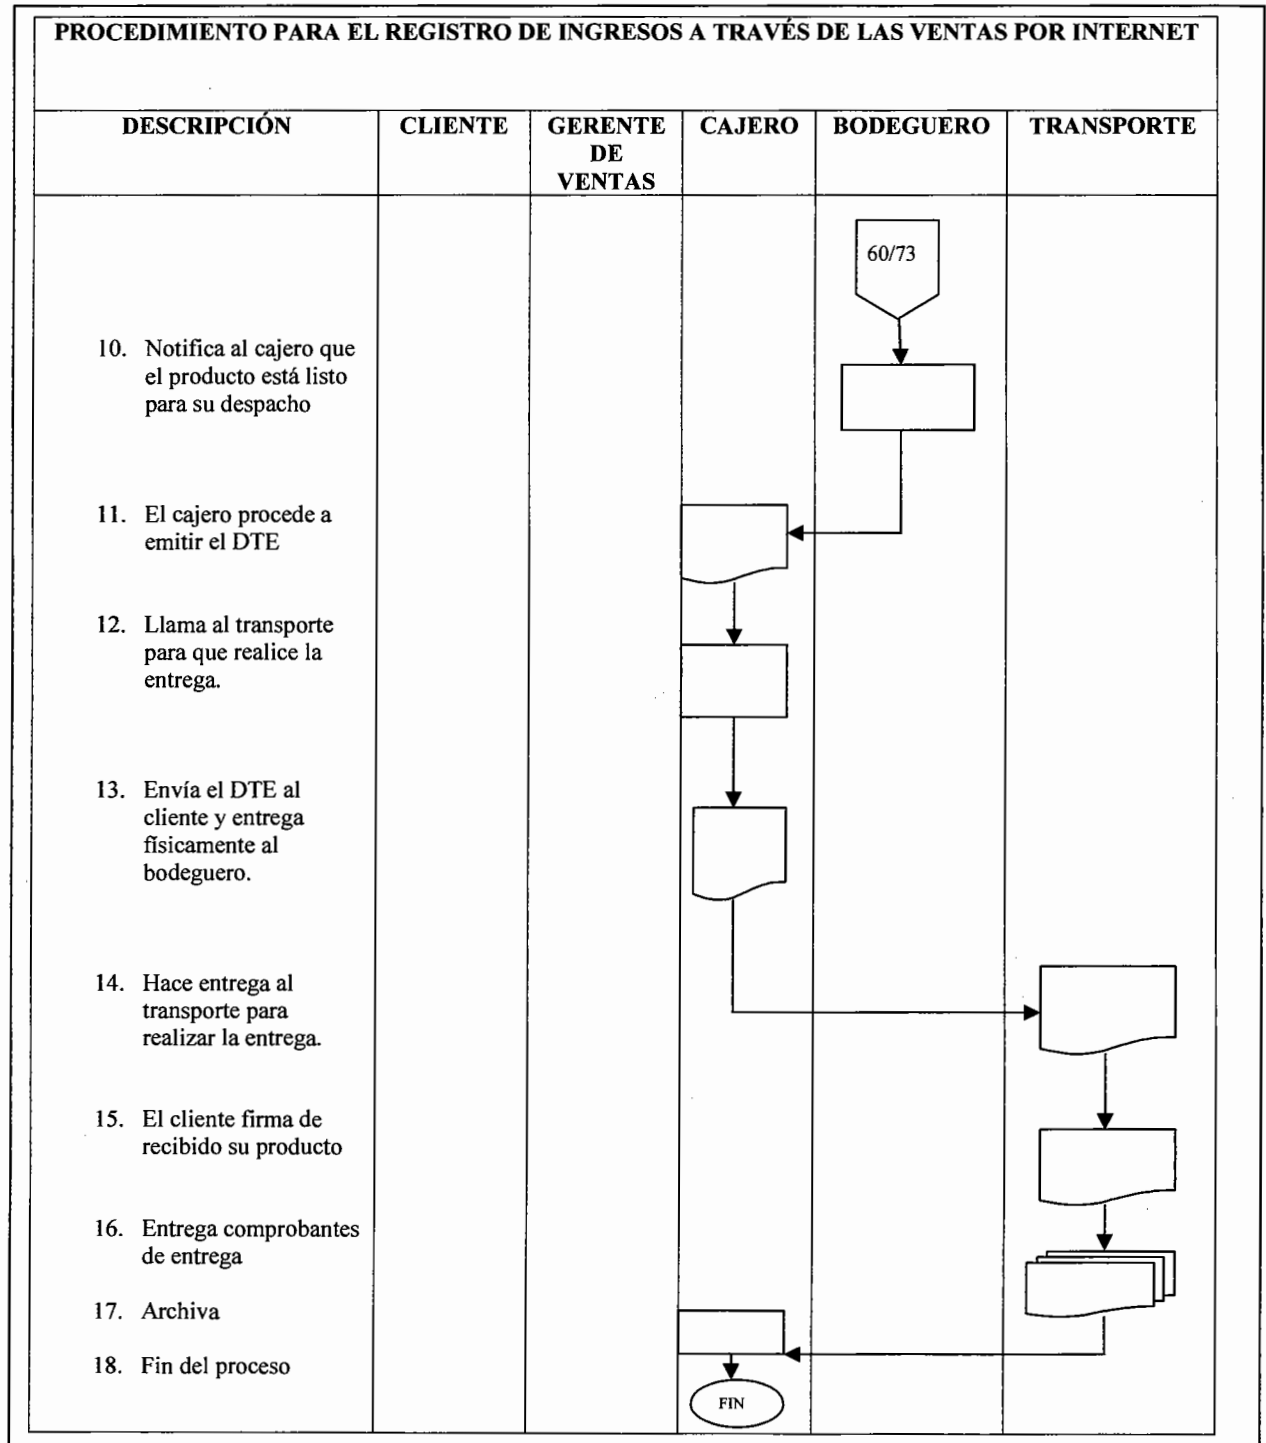 PROCEDIMIENTO PARA EL REGISTRO DE INGRESOS A TRAVÉS DE LAS VENTAS POR INTERNET
DESCRIPCIÓN
CLIENTE
GERENTE
DE
VENTAS
CAJERO
BODEGUERO
TRANSPORTE
60/73
10. Notifica al cajero que
el producto está listo
para su despacho
11. El cajero procede a
emitir el DTE
12. Llama al transporte
para que realice la
entrega.
13. Envía el DTE al
cliente y entrega
físicamente al
bodeguero.
14. Hace entrega al
transporte para
realizar la entrega.
15. El cliente firma de
recibido su producto
16. Entrega comprobantes
de entrega
17. Archiva
18. Fin del proceso
FIN